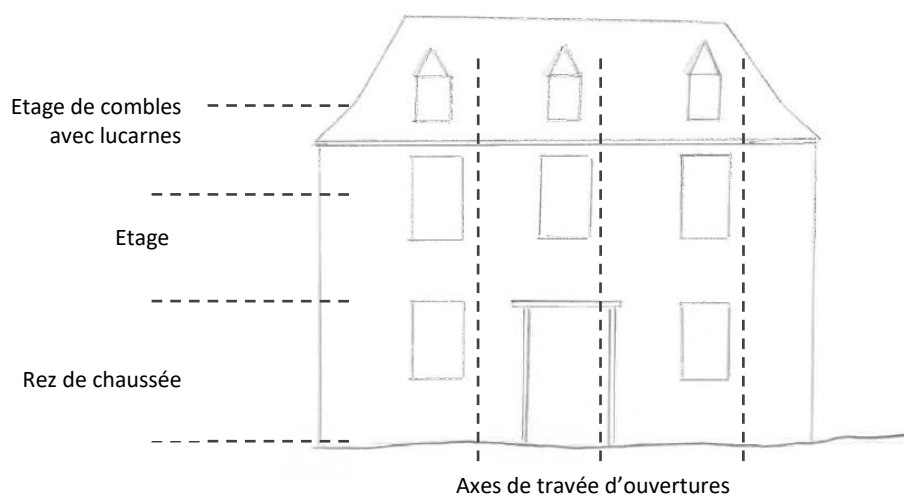 Etage de combles
avec lucarnes
Etage
Rez de chaussée
Axes de travée d’ouvertures